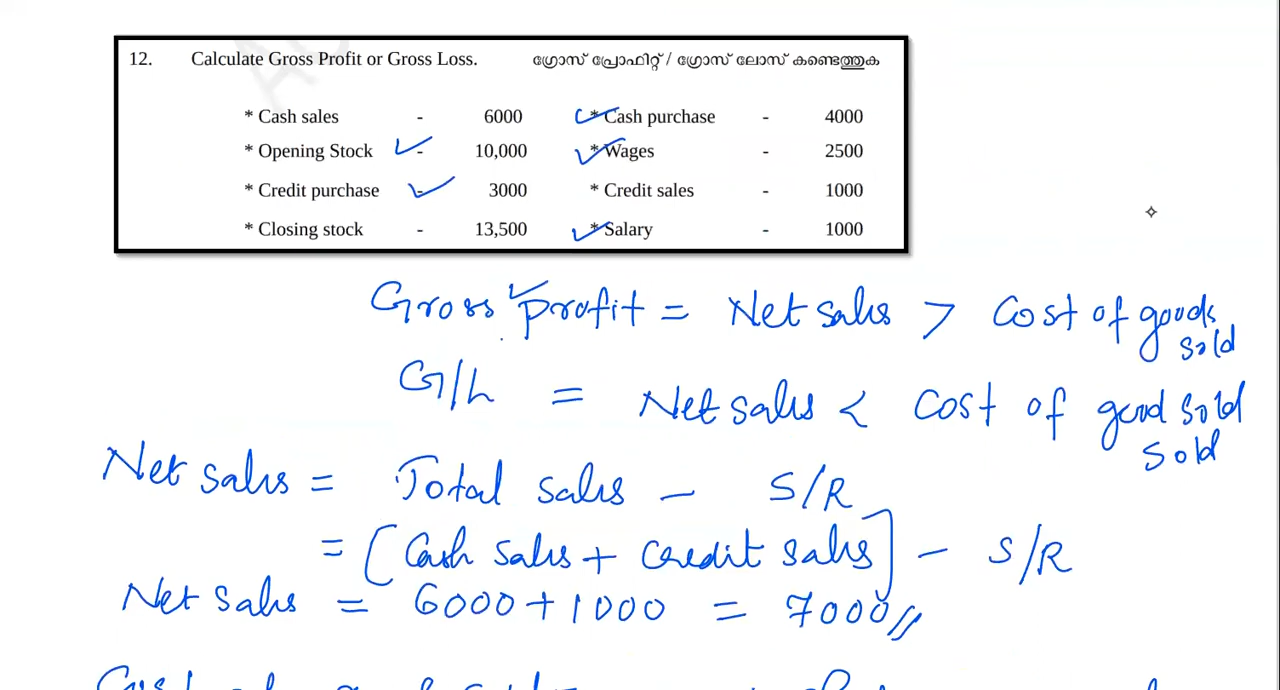 12. Calculate Gross Profit or Gross Loss. ഗ്രോസ് പ്രോഫിറ്റ് / ഗ്രോസ് ലോസ് കണ്ടെത്തുക
* Cash sales - 6000 * Cash purchase - 4000
* Opening Stock - 10,000 * Wages - 2500
* Credit purchase - 3000 * Credit sales - 1000
* Closing stock - 13,500 * Salary - 1000
Gross profit = Net sales > Cost of goods sold
G/L = Net sales < Cost of good sold sold
Net sales = Total sales - S/R
= [Cash sales + Credit sales] - S/R
Net sales = 6000 + 1000 = 7000//